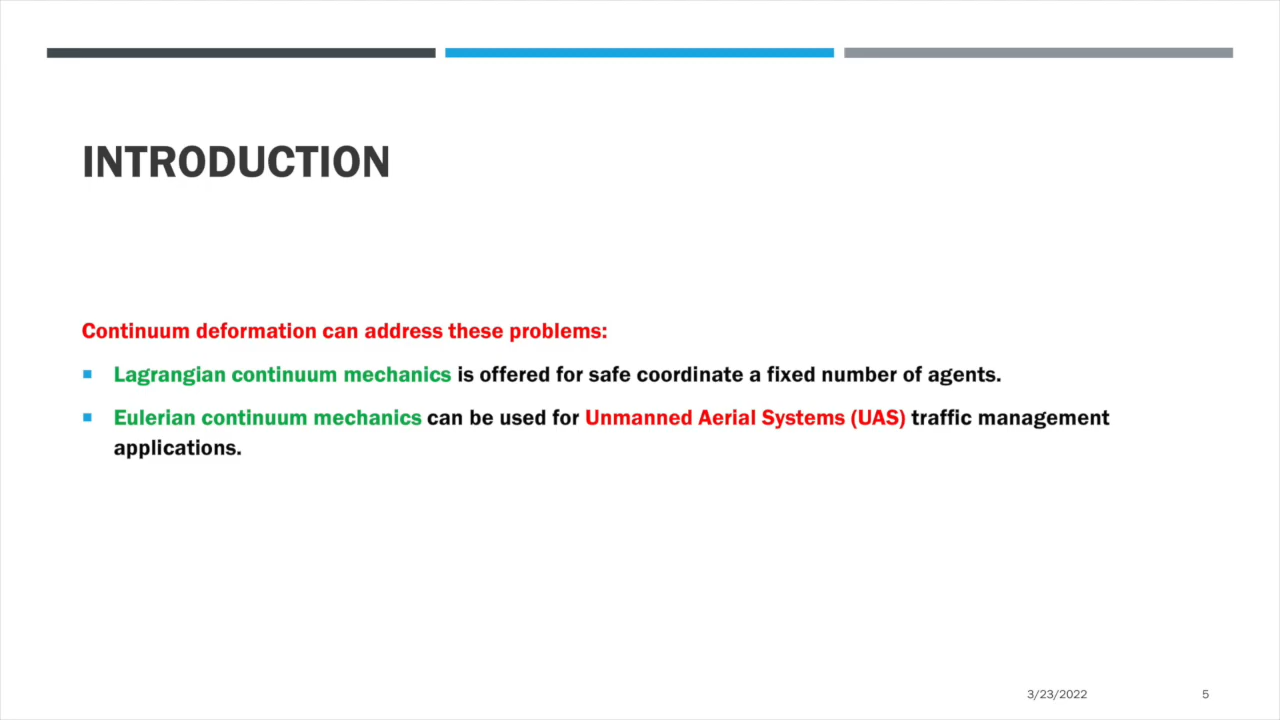 INTRODUCTION
Continuum deformation can address these problems:
Lagrangian continuum mechanics is offered for safe coordinate a fixed number of agents.
Eulerian continuum mechanics can be used for Unmanned Aerial Systems (UAS) traffic management
applications.
3/23/2022
5